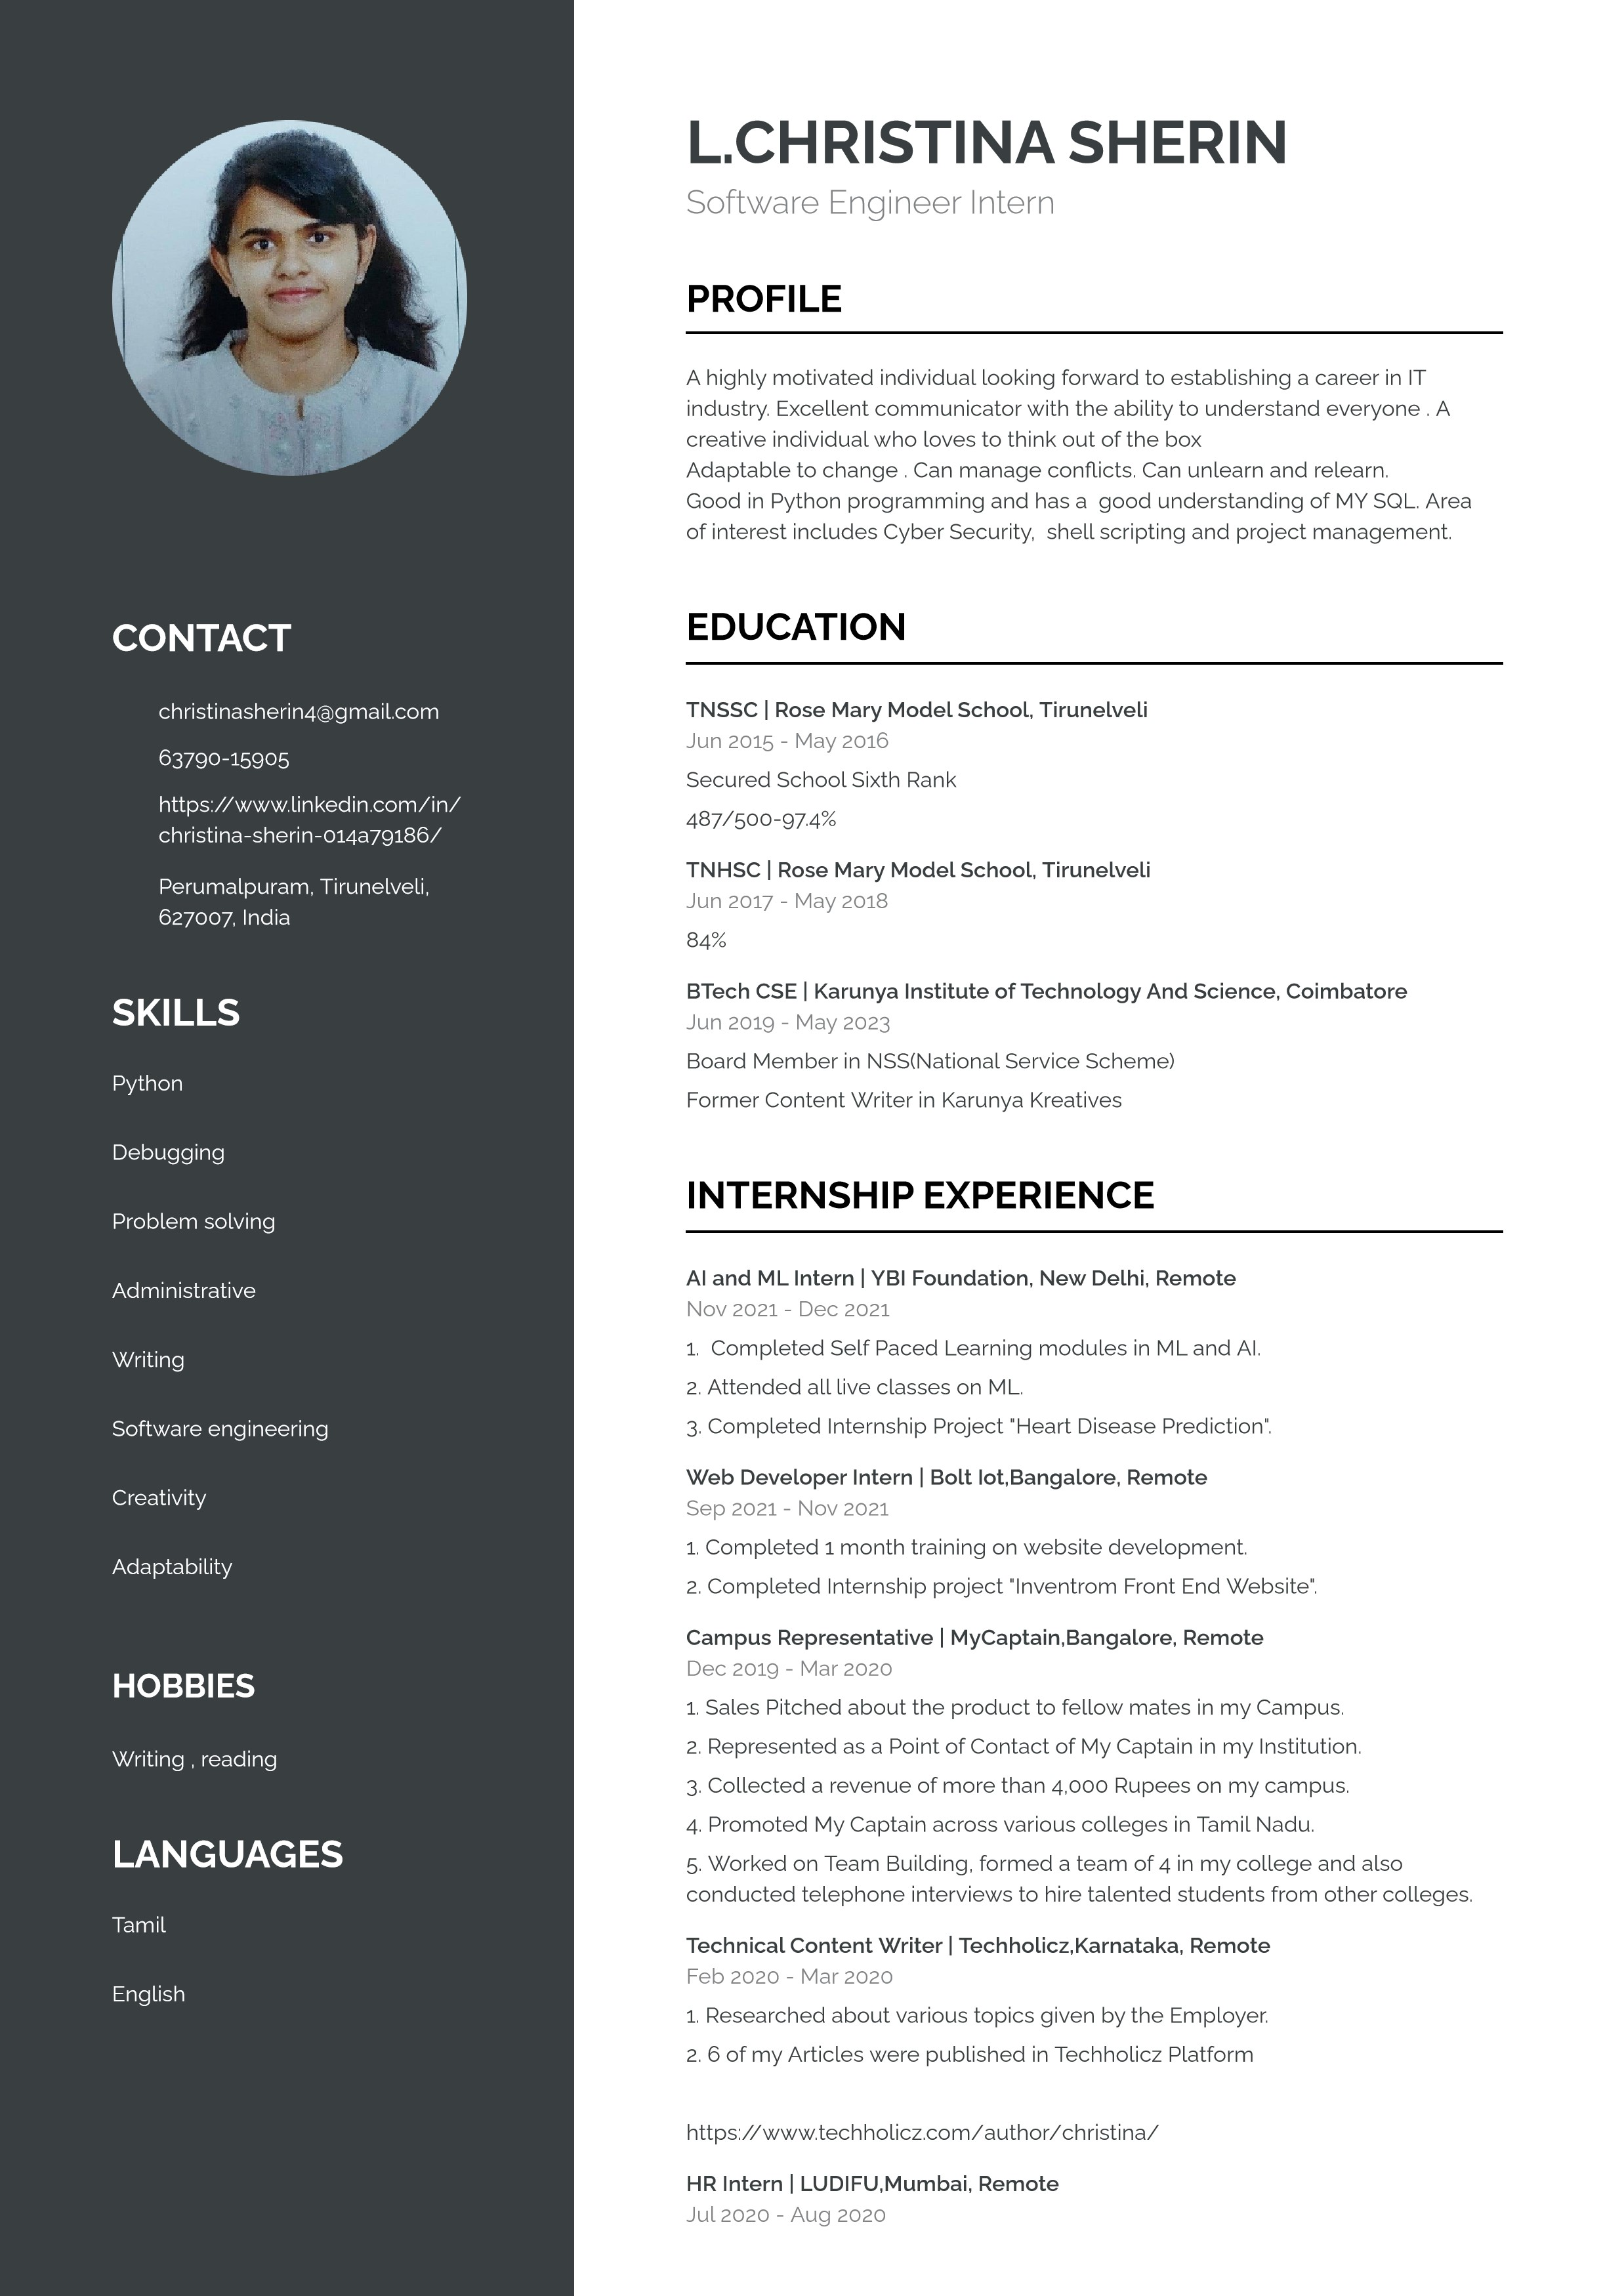 L.CHRISTINA SHERIN
Software Engineer Intern
PROFILE
A highly motivated individual looking forward to establishing a career in IT
industry. Excellent communicator with the ability to understand everyone . A
creative individual who loves to think out of the box
Adaptable to change . Can manage conflicts. Can unlearn and relearn.
Good in Python programming and has a  good understanding of MY SQL. Area
of interest includes Cyber Security,  shell scripting and project management.
EDUCATION
TNSSC | Rose Mary Model School, Tirunelveli
Jun 2015 - May 2016
Secured School Sixth Rank
487/500-97.4%
TNHSC | Rose Mary Model School, Tirunelveli
Jun 2017 - May 2018
84%
BTech CSE | Karunya Institute of Technology And Science, Coimbatore
Jun 2019 - May 2023
Board Member in NSS(National Service Scheme)
Former Content Writer in Karunya Kreatives
INTERNSHIP EXPERIENCE
AI and ML Intern | YBI Foundation, New Delhi, Remote
Nov 2021 - Dec 2021
1.  Completed Self Paced Learning modules in ML and AI.
2. Attended all live classes on ML.
3. Completed Internship Project "Heart Disease Prediction".
Web Developer Intern | Bolt Iot,Bangalore, Remote
Sep 2021 - Nov 2021
1. Completed 1 month training on website development.
2. Completed Internship project "Inventrom Front End Website".
Campus Representative | MyCaptain,Bangalore, Remote
Dec 2019 - Mar 2020
1. Sales Pitched about the product to fellow mates in my Campus.
2. Represented as a Point of Contact of My Captain in my Institution.
3. Collected a revenue of more than 4,000 Rupees on my campus.
4. Promoted My Captain across various colleges in Tamil Nadu.
5. Worked on Team Building, formed a team of 4 in my college and also
conducted telephone interviews to hire talented students from other colleges.
Technical Content Writer | Techholicz,Karnataka, Remote
Feb 2020 - Mar 2020
1. Researched about various topics given by the Employer.
2. 6 of my Articles were published in Techholicz Platform
https://www.techholicz.com/author/christina/
HR Intern | LUDIFU,Mumbai, Remote
Jul 2020 - Aug 2020
CONTACT
christinasherin4@gmail.com
63790-15905
https://www.linkedin.com/in/
christina-sherin-014a79186/
Perumalpuram, Tirunelveli,
627007, India
SKILLS
Python
Debugging
Problem solving
Administrative
Writing
Software engineering
Creativity
Adaptability
HOBBIES
Writing , reading
LANGUAGES
Tamil
English